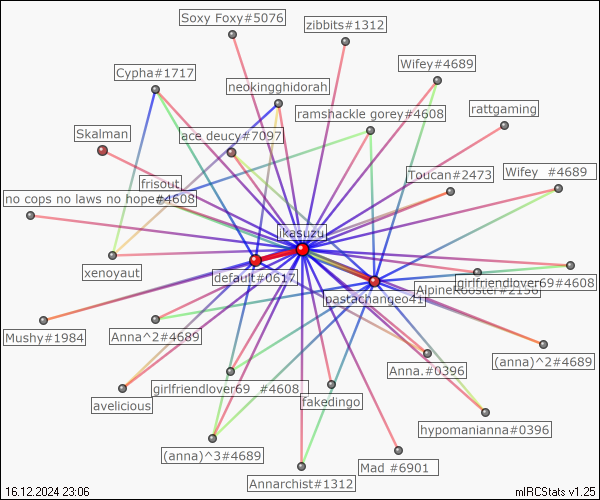 Soxy Foxy#5076
zibbits#1312
Wifey#4689
Cypha#1717
neokingghidorah
ramshackle gorey#4608
rattgaming
Skalman
ace deucy#7097
Toucan#2473
Wifey #4689
frisout
no cops no laws no hope#4608
ikasuzu
xenoyaut
default#0617
girlfriendlover69#4608
AlpineRooster#2138
pastachangeo41
Mushy#1984
Anna^2#4689
(anna)^2#4689
Anna.#0396
girlfriendlover69 #4608
avelicious
fakedingo
hypomanianna#0396
(anna)^3#4689
Mad #6901
Annarchist#1312
16.12.2024 23:06
mIRCStats v1.25